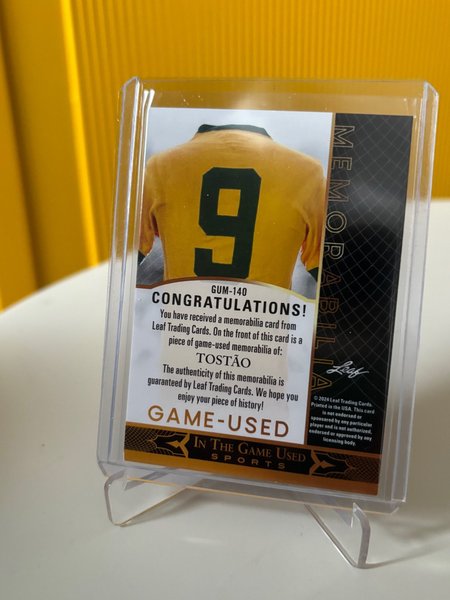 9
MEMORABILIA
GUM-140
CONGRATULATIONS!
You have received a memorabilia card from
Leaf Trading Cards. On the front of this card is a
piece of game-used memorabilia of:
TOSTÃO
The authenticity of this memorabilia is
guaranteed by Leaf Trading Cards. We hope you
enjoy your piece of history!
GAME-USED
Leaf
© 2024 Leaf Trading Cards.
Printed in the USA. This card
is not endorsed or
sponsored by any particular
player and is not authorized,
endorsed or approved by any
licensing body.
IN THE GAME USED
SPORTS